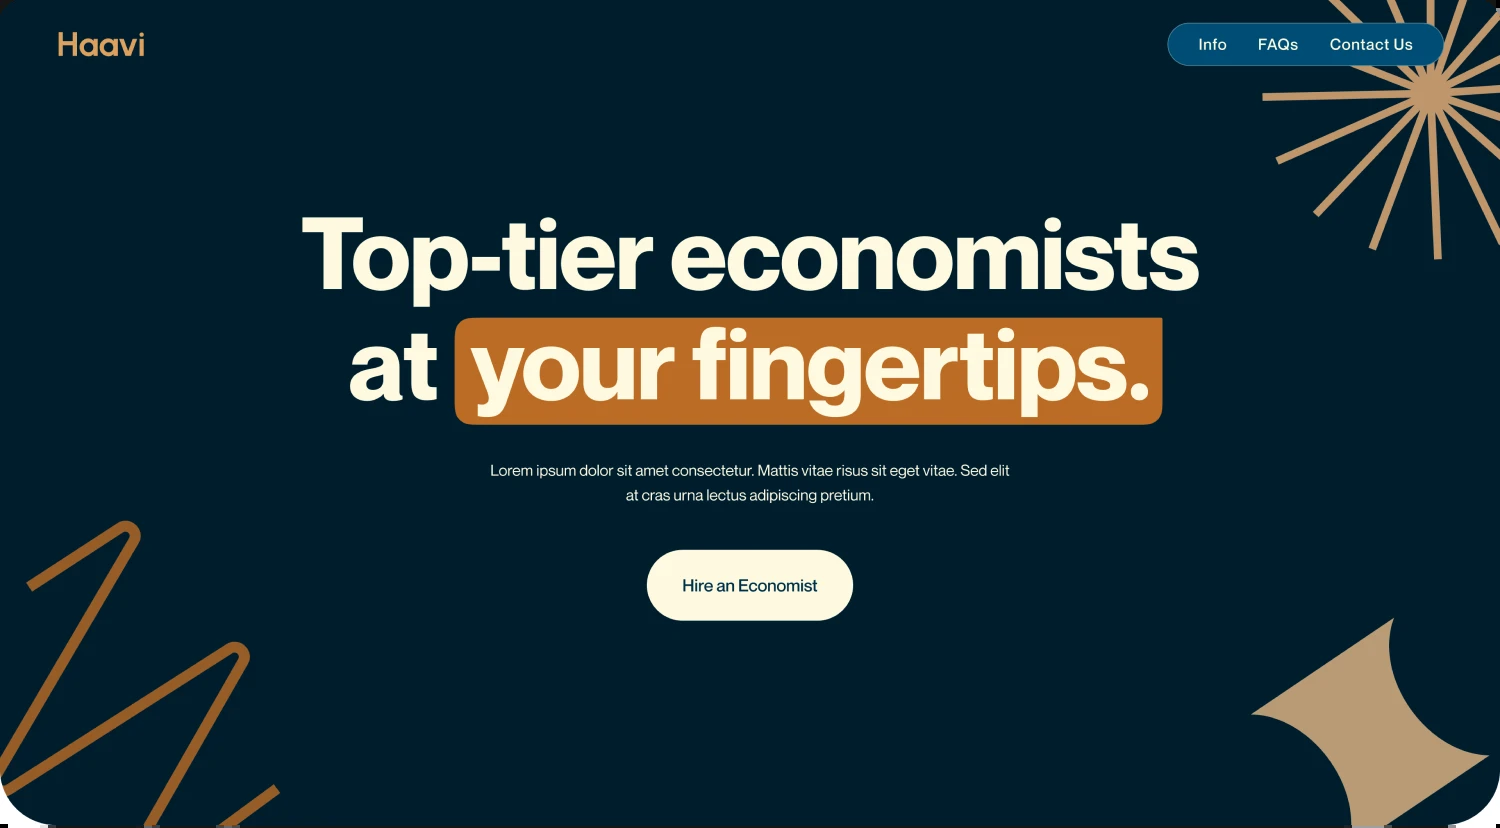 Haavi
Info
FAQs
Contact Us
Top-tier economists
at your fingertips.
Lorem ipsum dolor sit amet consectetur. Mattis vitae risus sit eget vitae. Sed elit
at cras urna lectus adipiscing pretium.
Hire an Economist